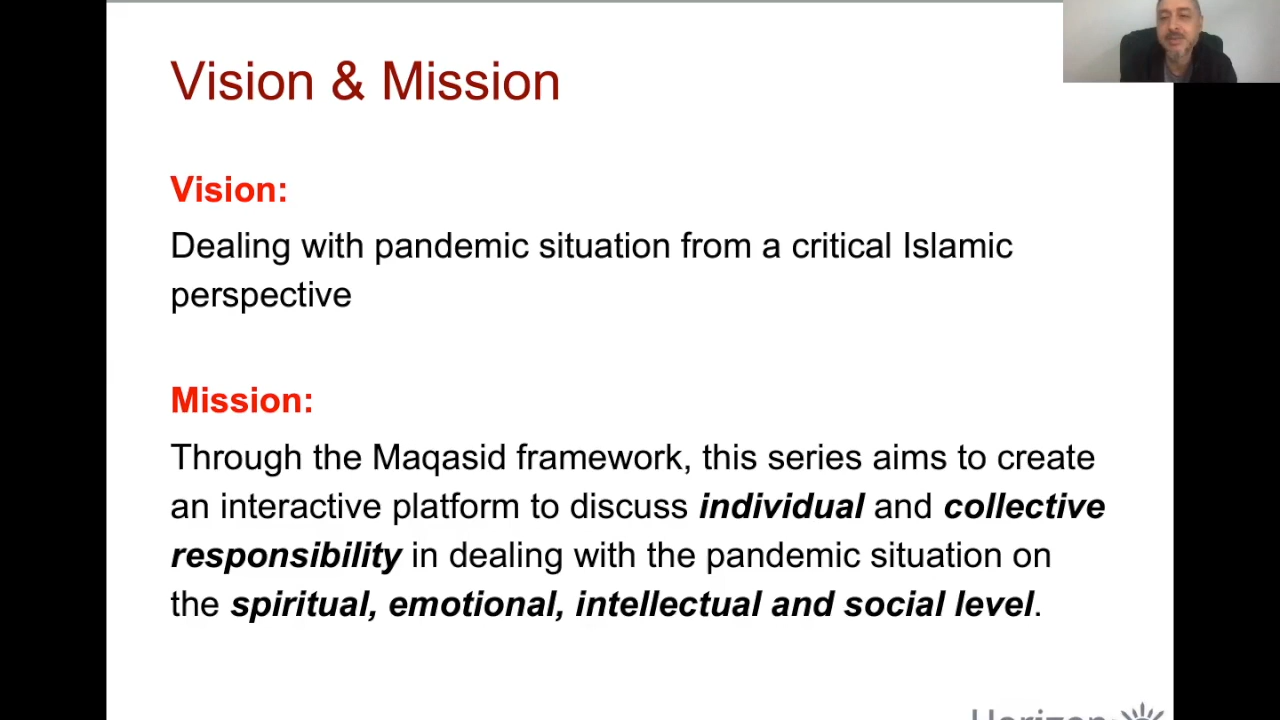 Vision & Mission
Vision:
Dealing with pandemic situation from a critical Islamic
perspective
Mission:
Through the Maqasid framework, this series aims to create
an interactive platform to discuss individual and collective
responsibility in dealing with the pandemic situation on
the spiritual, emotional, intellectual and social level.